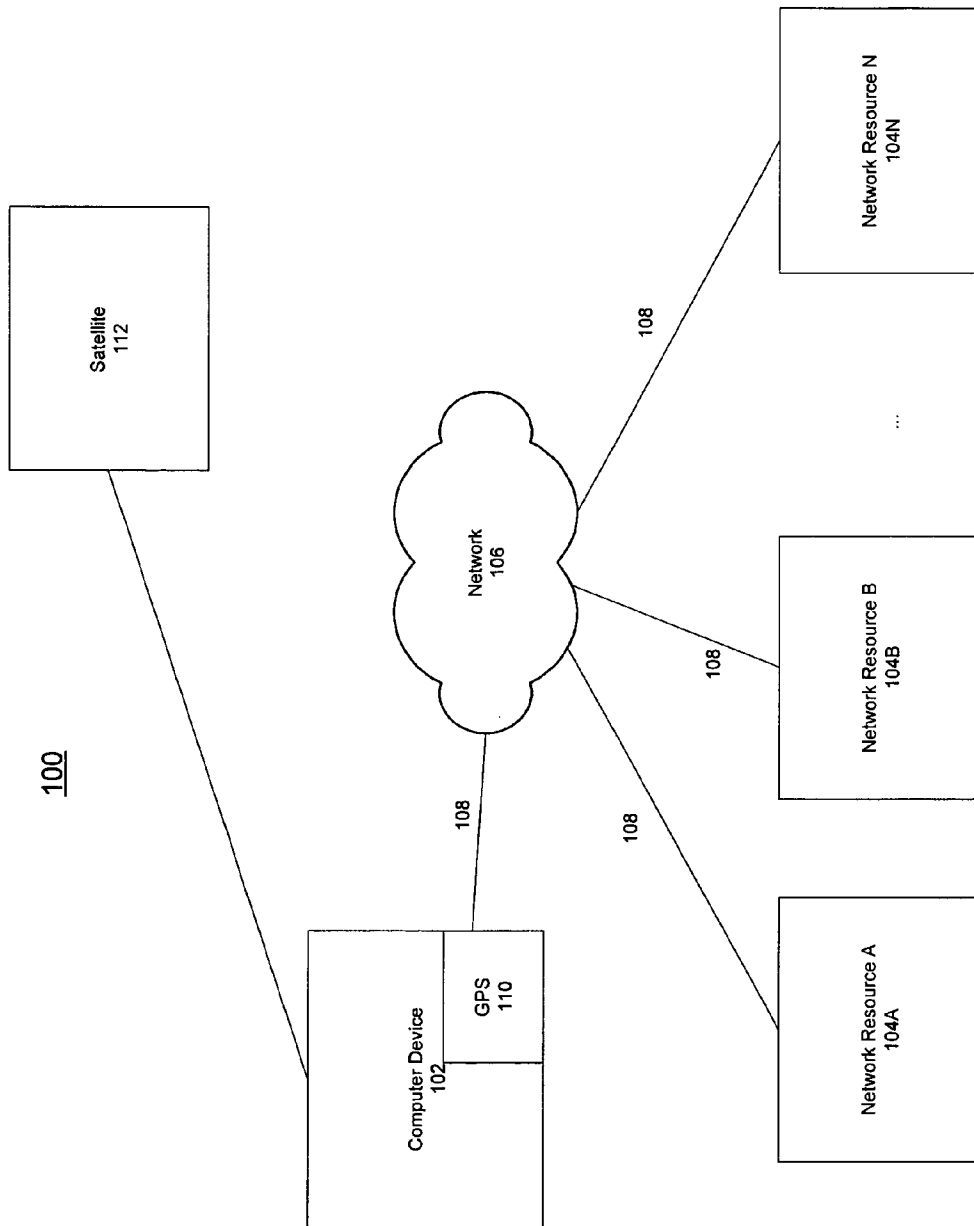 100
Satellite
112
Computer Device
102
GPS
110
108
Network
106
108
108
108
Network Resource A
104A
Network Resource B
104B
...
Network Resource N
104N